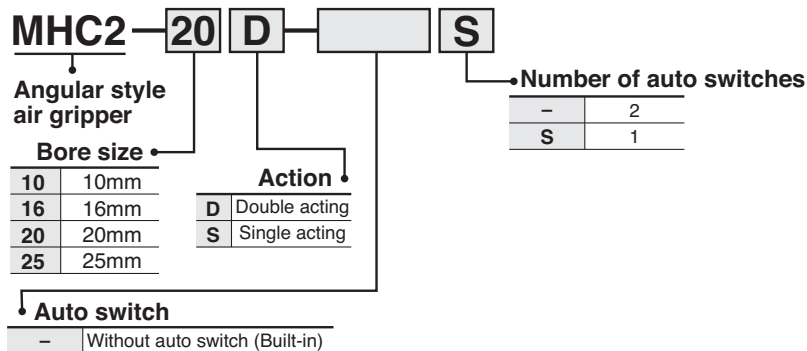 MHC2 — 20 D — S
Angular style
air gripper
Number of auto switches
– 2
S 1
Bore size
10 10mm
16 16mm
20 20mm
25 25mm
Action
D Double acting
S Single acting
Auto switch
– Without auto switch (Built-in)